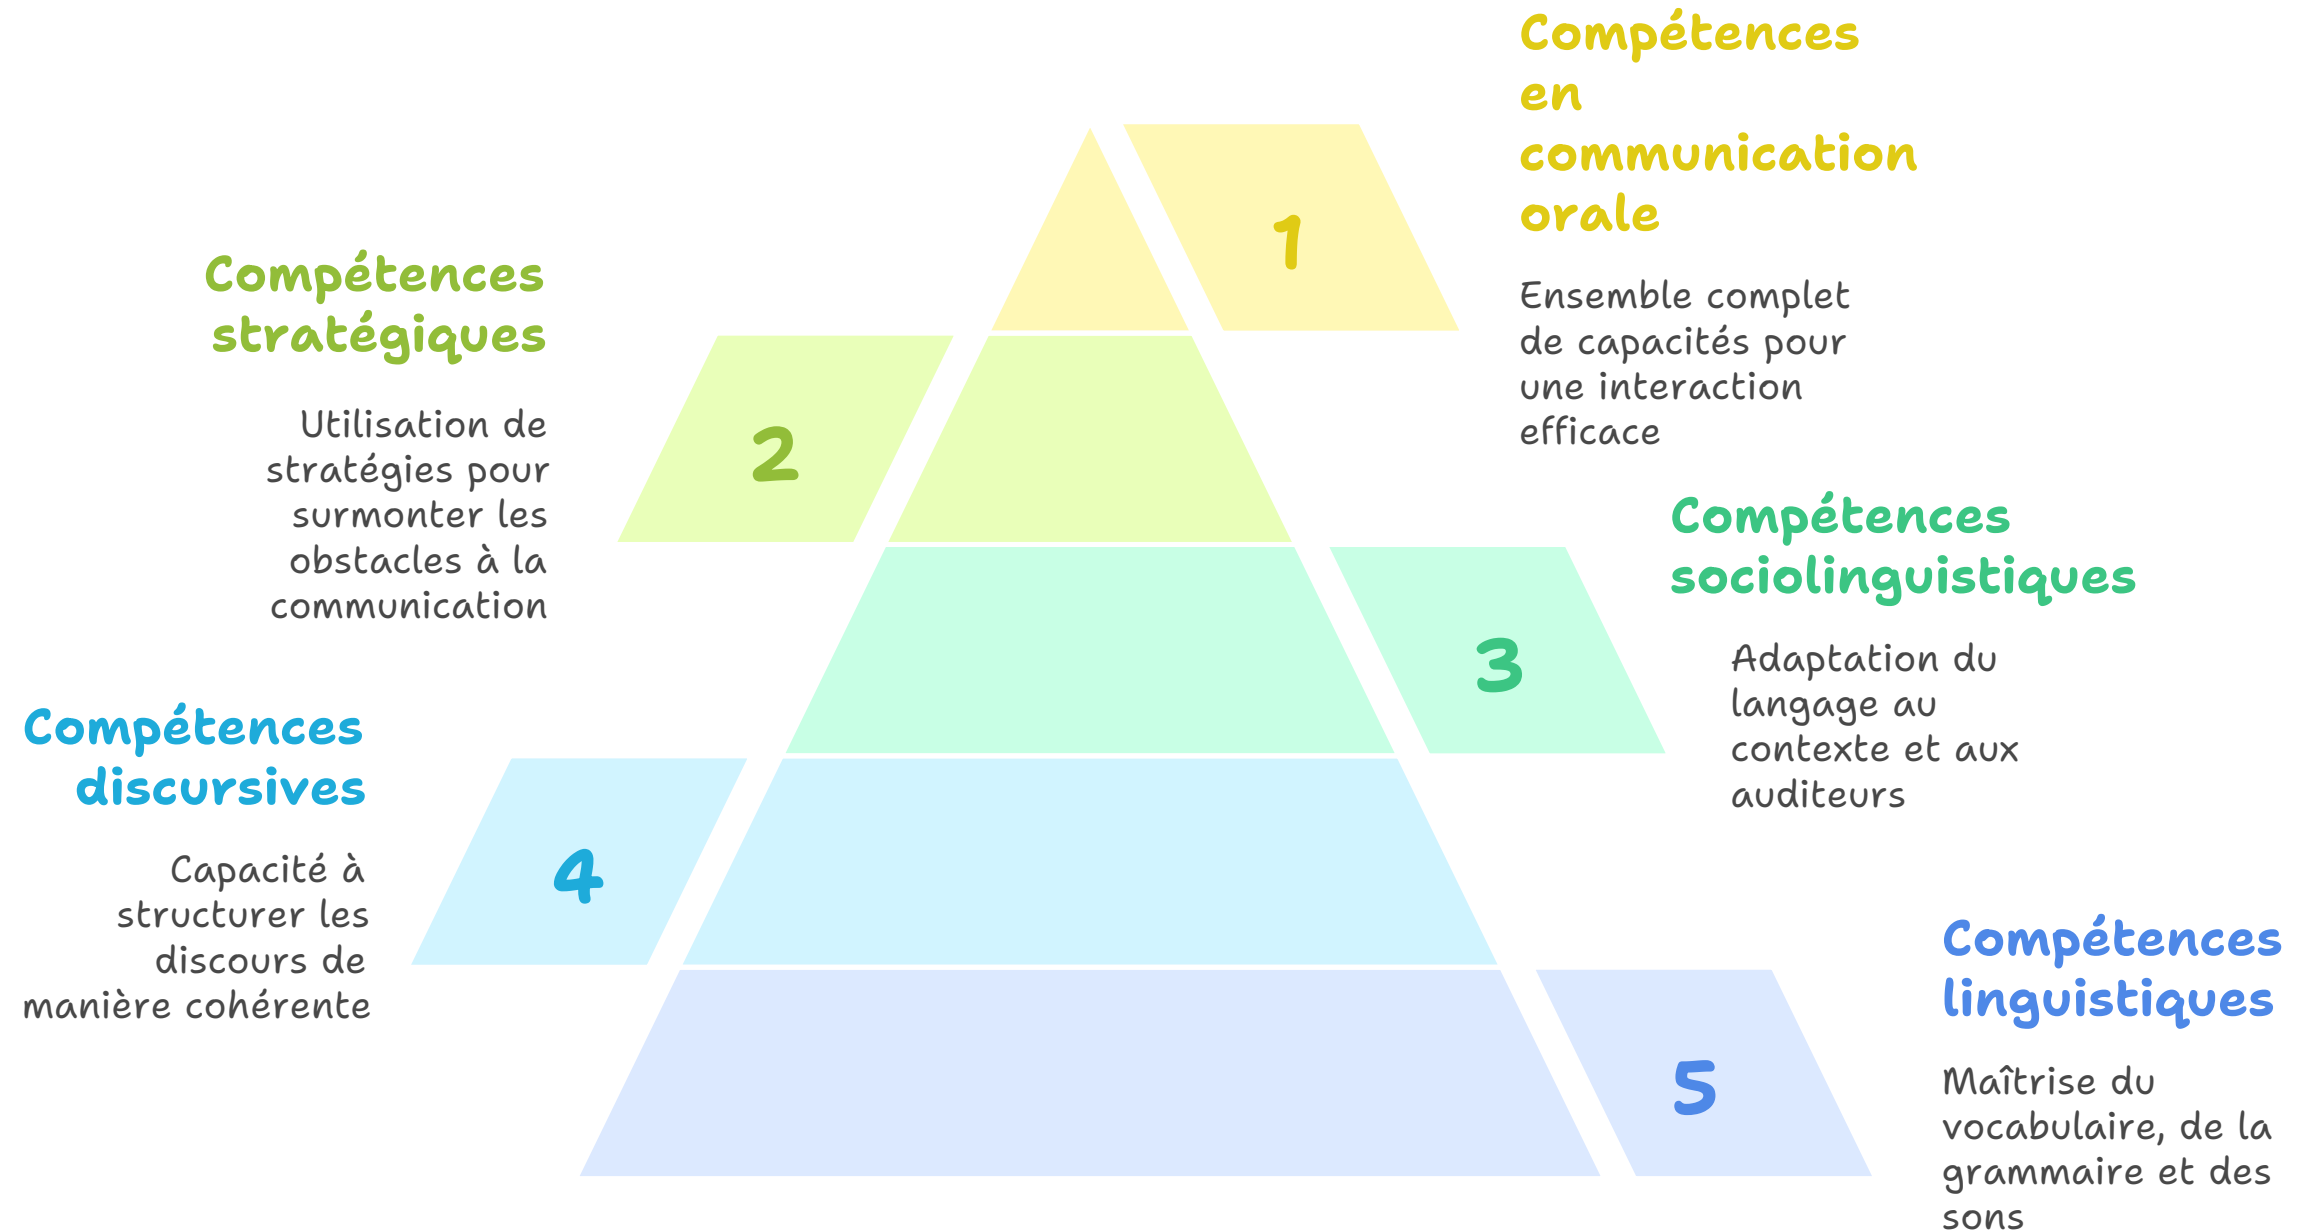 Compétences
en
communication
orale
1
Ensemble complet
de capacités pour
une interaction
efficace
Compétences
stratégiques
2
Utilisation de
stratégies pour
surmonter les
obstacles à la
communication
Compétences
sociolinguistiques
3
Adaptation du
langage au
contexte et aux
auditeurs
Compétences
discursives
4
Capacité à
structurer les
discours de
manière cohérente
Compétences
linguistiques
5
Maîtrise du
vocabulaire, de la
grammaire et des
sons